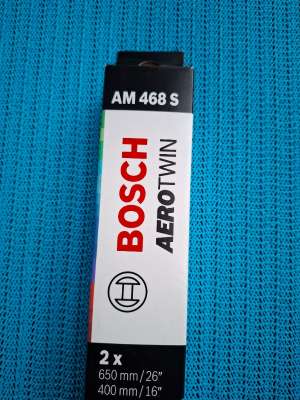 AM 468 S
BOSCH
AEROTWIN
2 x
650 mm/26"
400 mm/16"